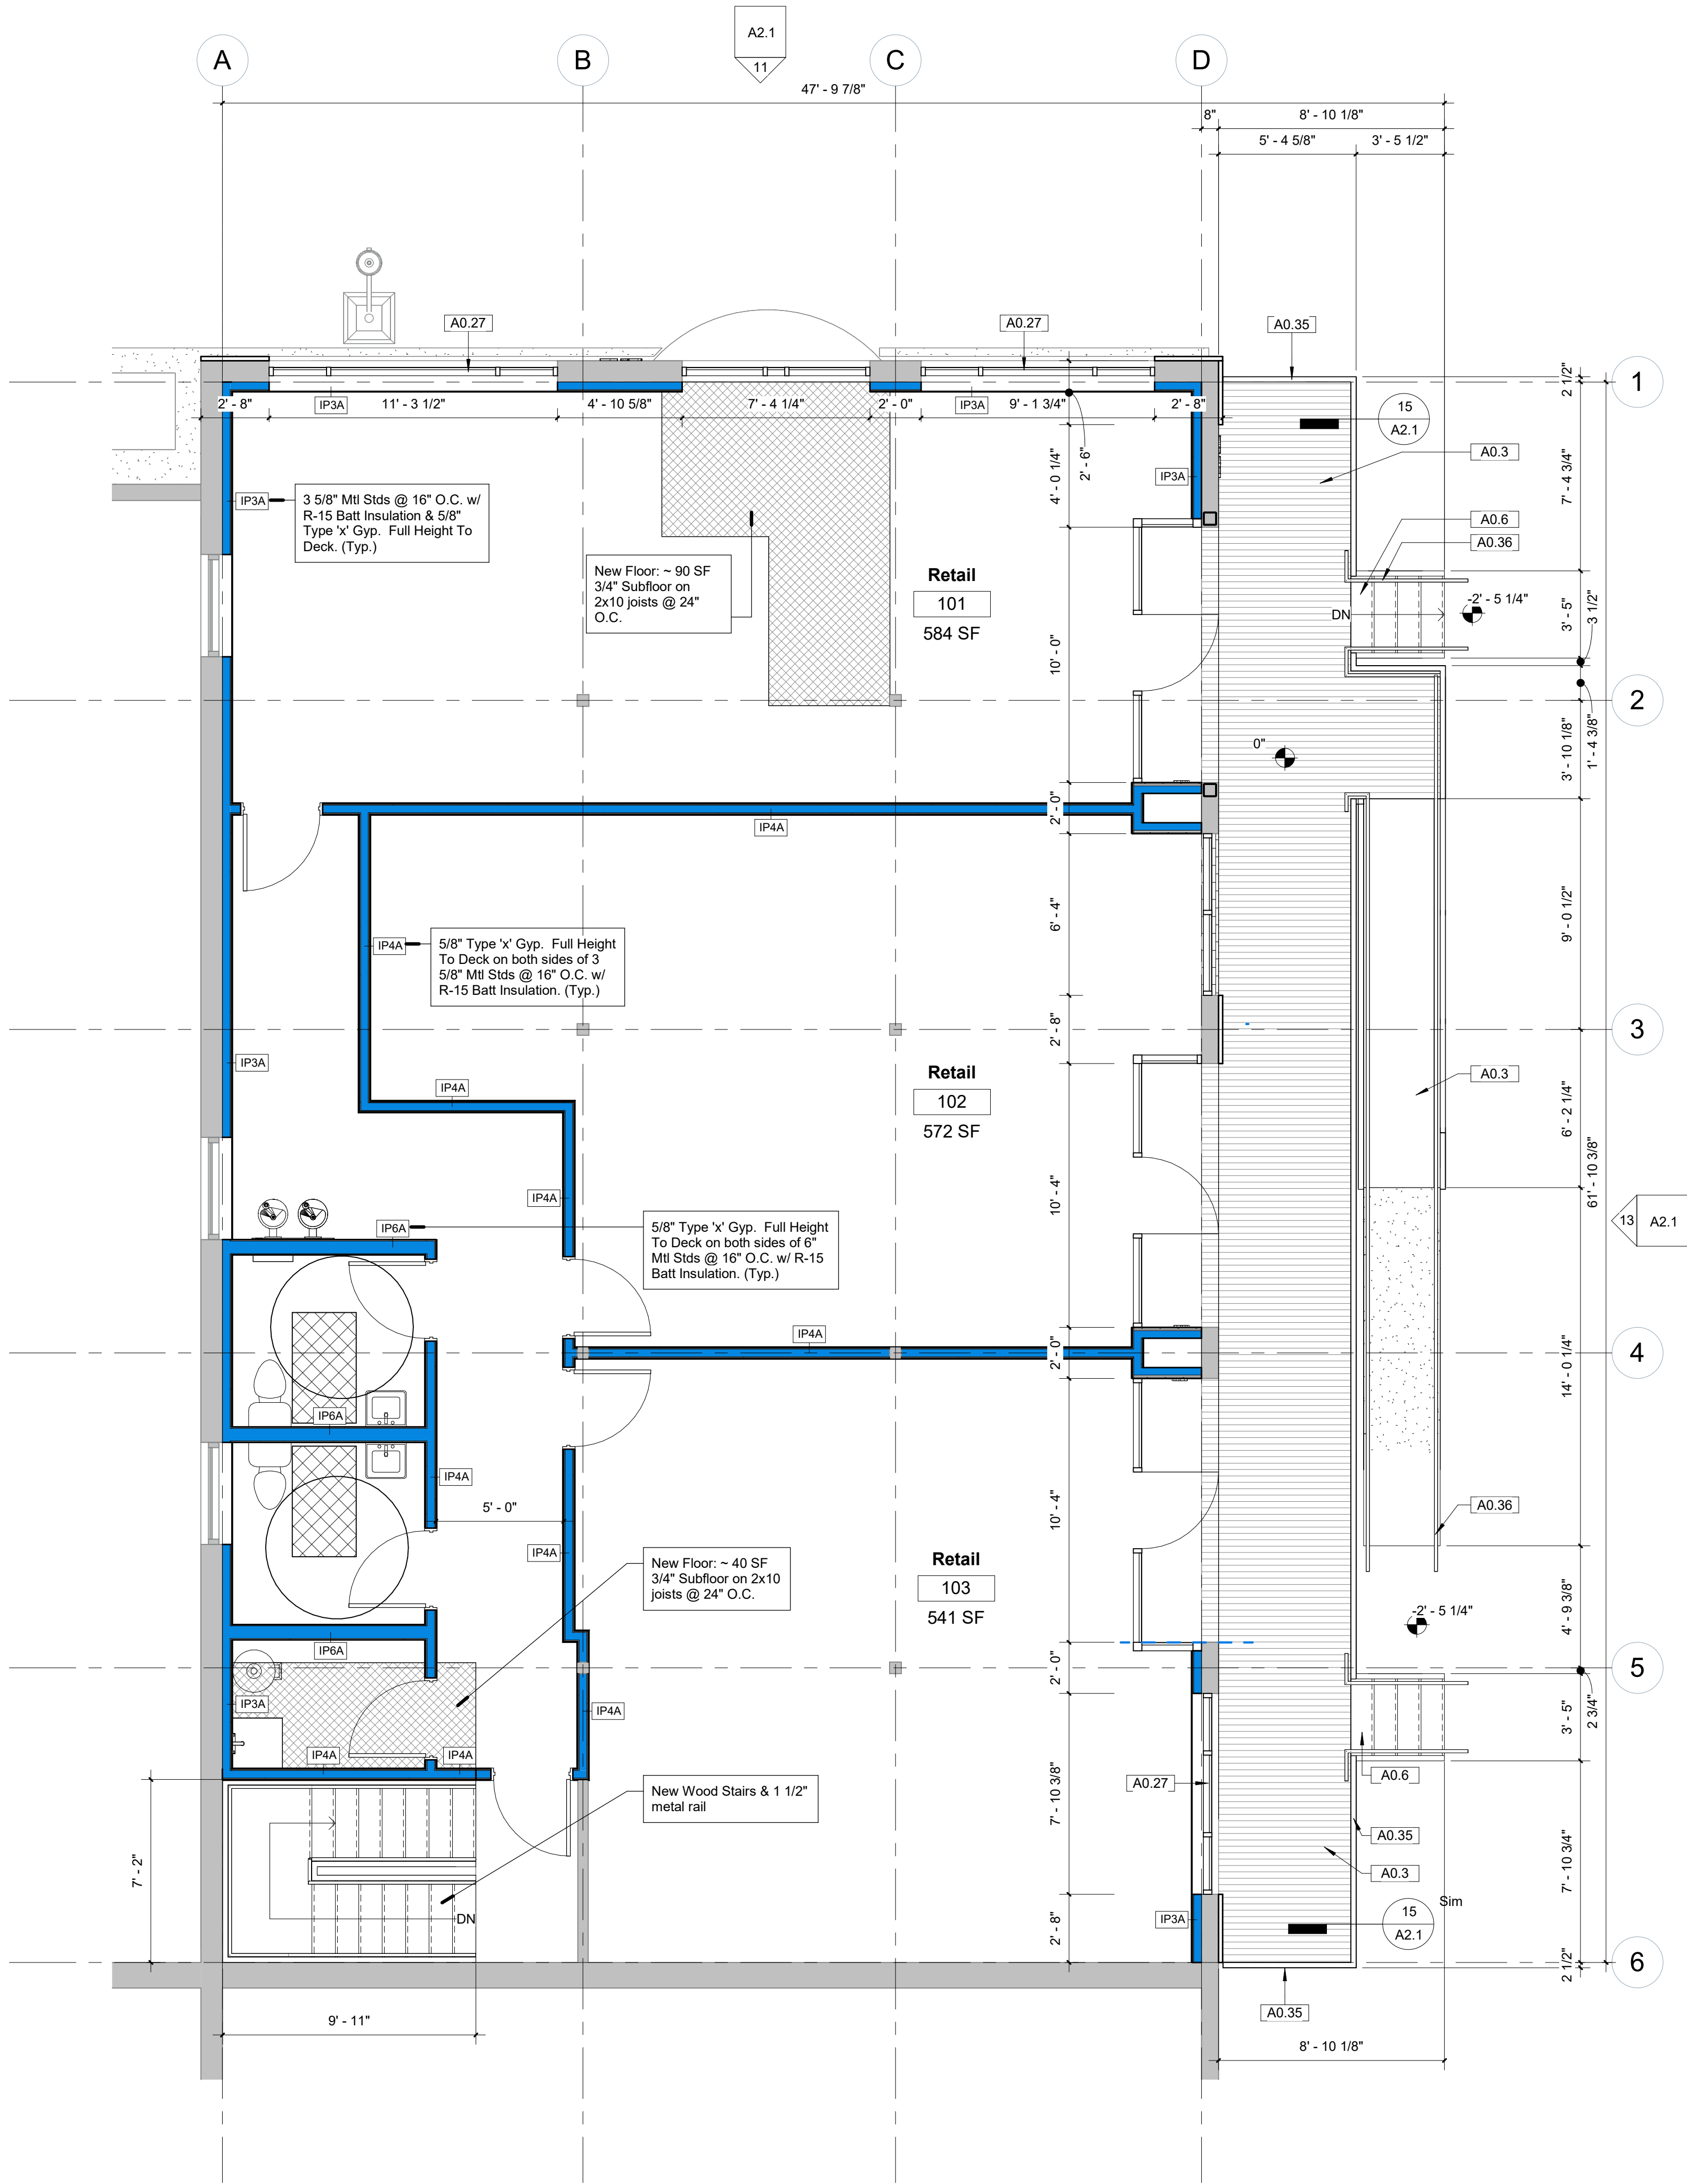 A2.1
11
A
B
C
D
47' - 9 7/8"
8"
8' - 10 1/8"
5' - 4 5/8"
3' - 5 1/2"
A0.27
A0.27
A0.35
1
2 1/2"
2' - 8"
IP3A
11' - 3 1/2"
4' - 10 5/8"
7' - 4 1/4"
2' - 0"
IP3A
9' - 1 3/4"
2' - 8"
15
A2.1
4' - 0 1/4"
2' - 6"
A0.3
7' - 4 3/4"
IP3A
IP3A
3 5/8" Mtl Stds @ 16" O.C. w/
R-15 Batt Insulation & 5/8"
Type 'x' Gyp. Full Height To
Deck. (Typ.)
A0.6
A0.36
New Floor: ~ 90 SF
3/4" Subfloor on
2x10 joists @ 24"
O.C.
Retail
101
584 SF
DN
-2' - 5 1/4"
3' - 5"
3 1/2"
10' - 0"
2
0"
3' - 10 1/8"
1' - 4 3/8"
IP4A
2' - 0"
6' - 4"
9' - 0 1/2"
IP4A
5/8" Type 'x' Gyp. Full Height
To Deck on both sides of 3
5/8" Mtl Stds @ 16" O.C. w/
R-15 Batt Insulation. (Typ.)
2' - 8"
3
IP3A
IP4A
Retail
102
572 SF
A0.3
6' - 2 1/4"
61' - 10 3/8"
IP4A
10' - 4"
IP6A
5/8" Type 'x' Gyp. Full Height
To Deck on both sides of 6"
Mtl Stds @ 16" O.C. w/ R-15
Batt Insulation. (Typ.)
13
A2.1
IP4A
2' - 0"
4
14' - 0 1/4"
IP6A
IP4A
5' - 0"
10' - 4"
A0.36
IP4A
New Floor: ~ 40 SF
3/4" Subfloor on 2x10
joists @ 24" O.C.
Retail
103
541 SF
-2' - 5 1/4"
4' - 9 3/8"
IP6A
2' - 0"
5
IP3A
IP4A
3' - 5"
2 3/4"
IP4A
IP4A
New Wood Stairs & 1 1/2"
metal rail
A0.27
7' - 10 3/8"
A0.6
A0.35
A0.3
7' - 2"
7' - 10 3/4"
DN
2' - 8"
IP3A
Sim
15
A2.1
6
2 1/2"
A0.35
9' - 11"
8' - 10 1/8"